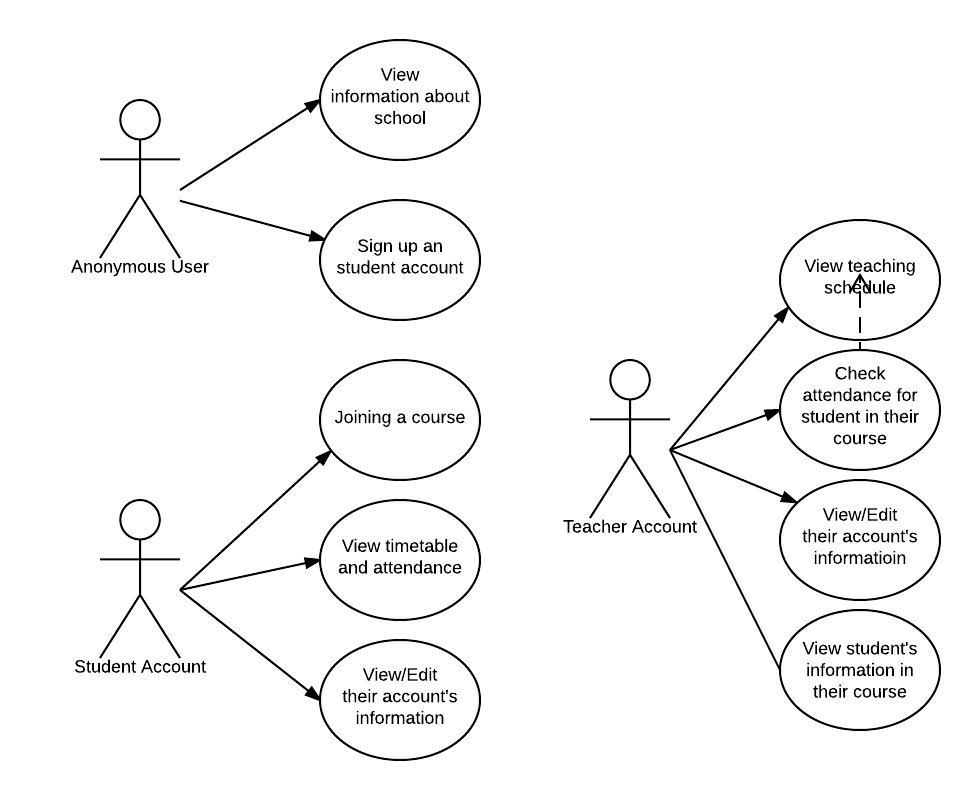 View
information about
school
Anonymous User
Sign up an
student account
Joining a course
View timetable
and attendance
Student Account
View/Edit
their account's
information
View teaching
schedule
Check
attendance for
student in their
course
Teacher Account
View/Edit
their account's
informatioin
View student's
information in
their course